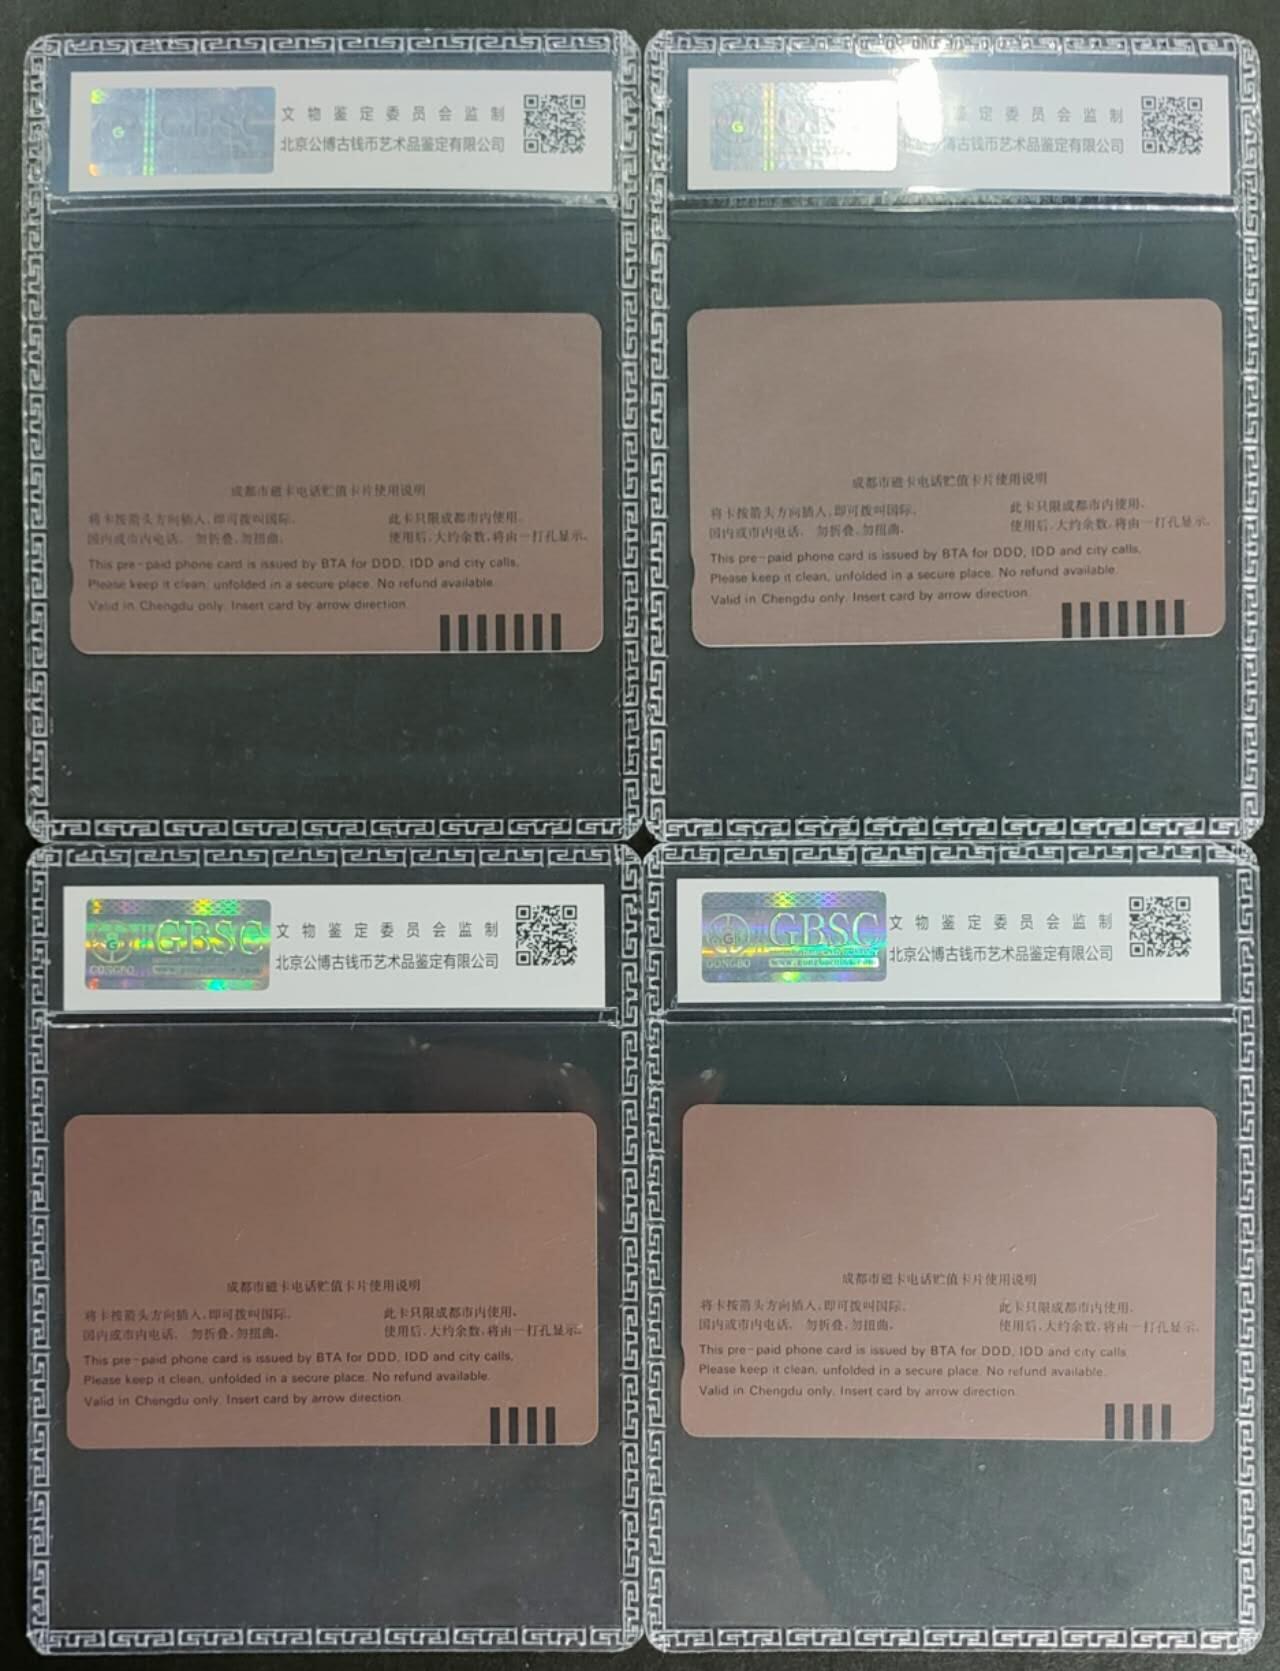 GBSC
文物鉴定委员会监制
北京公博古钱币艺术品鉴定有限公司
成都市磁卡电话贮值卡片使用说明
将卡按箭头方向插入,即可拨叫国际、
国内或市内电话。 勿折叠,勿扭曲。
此卡只限成都市内使用。
使用后,大约余数,将由一打孔显示。
This pre-paid phone card is issued by BTA for DDD, IDD and city calls.
Please keep it clean, unfolded in a secure place. No refund available.
Valid in Chengdu only. Insert card by arrow direction.
G
定委员会监制
博古钱币艺术品鉴定有限公司
成都市磁卡电话贮值卡片使用说明
将卡按箭头方向插入,即可拨叫国际、
国内或市内电话。 勿折叠,勿扭曲。
此卡只限成都市内使用。
使用后,大约余数,将由一打孔显示。
This pre-paid phone card is issued by BTA for DDD, IDD and city calls.
Please keep it clean, unfolded in a secure place. No refund available.
Valid in Chengdu only. Insert card by arrow direction.
GBSC
GONGBO
文物鉴定委员会监制
北京公博古钱币艺术品鉴定有限公司
成都市磁卡电话贮值卡片使用说明
将卡按箭头方向插入,即可拨叫国际、
国内或市内电话。 勿折叠,勿扭曲。
此卡只限成都市内使用。
使用后,大约余数,将由一打孔显示。
This pre-paid phone card is issued by BTA for DDD, IDD and city calls.
Please keep it clean, unfolded in a secure place. No refund available.
Valid in Chengdu only. Insert card by arrow direction.
GBSC
GONGBO
文物鉴定委员会监制
北京公博古钱币艺术品鉴定有限公司
成都市磁卡电话贮值卡片使用说明
将卡按箭头方向插入,即可拨叫国际、
国内或市内电话。 勿折叠,勿扭曲。
此卡只限成都市内使用。
使用后,大约余数,将由一打孔显示。
This pre-paid phone card is issued by BTA for DDD, IDD and city calls.
Please keep it clean, unfolded in a secure place. No refund available.
Valid in Chengdu only. Insert card by arrow direction.